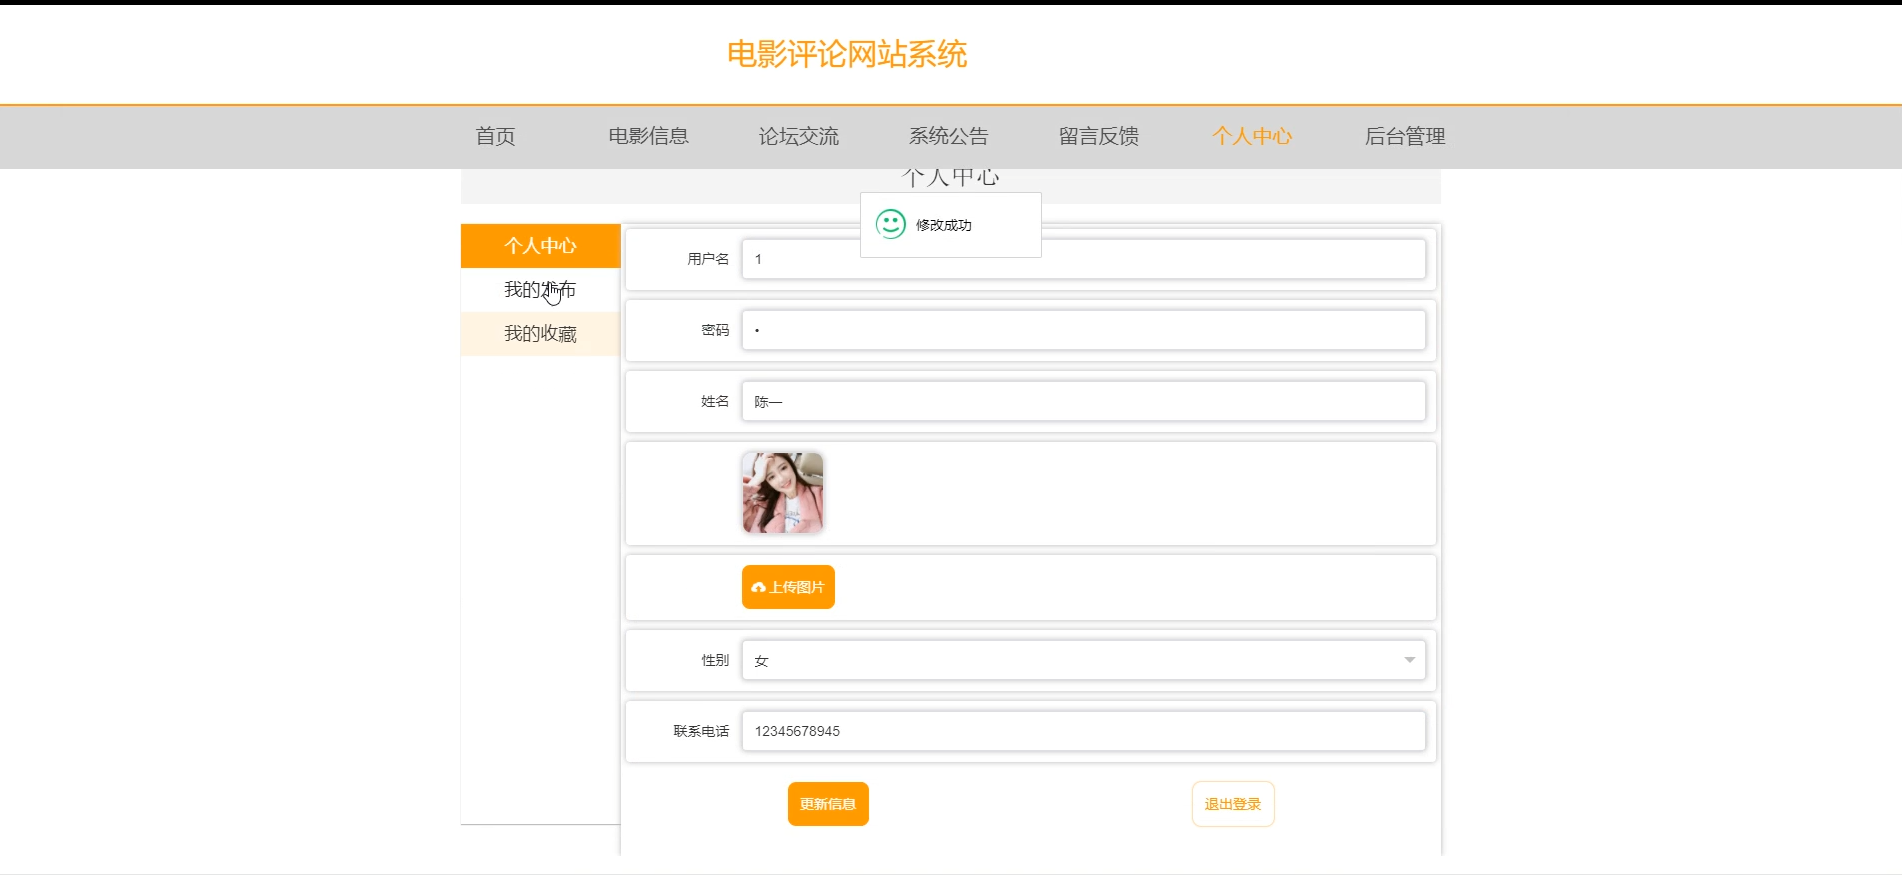 电影评论网站系统
首页 电影信息 论坛交流 系统公告 留言反馈 个人中心 后台管理
个人中心
修改成功
个人中心
我的发布
我的收藏
用户名 1
密码 •
姓名 陈一
上传图片
性别 女
联系电话 12345678945
更新信息 退出登录